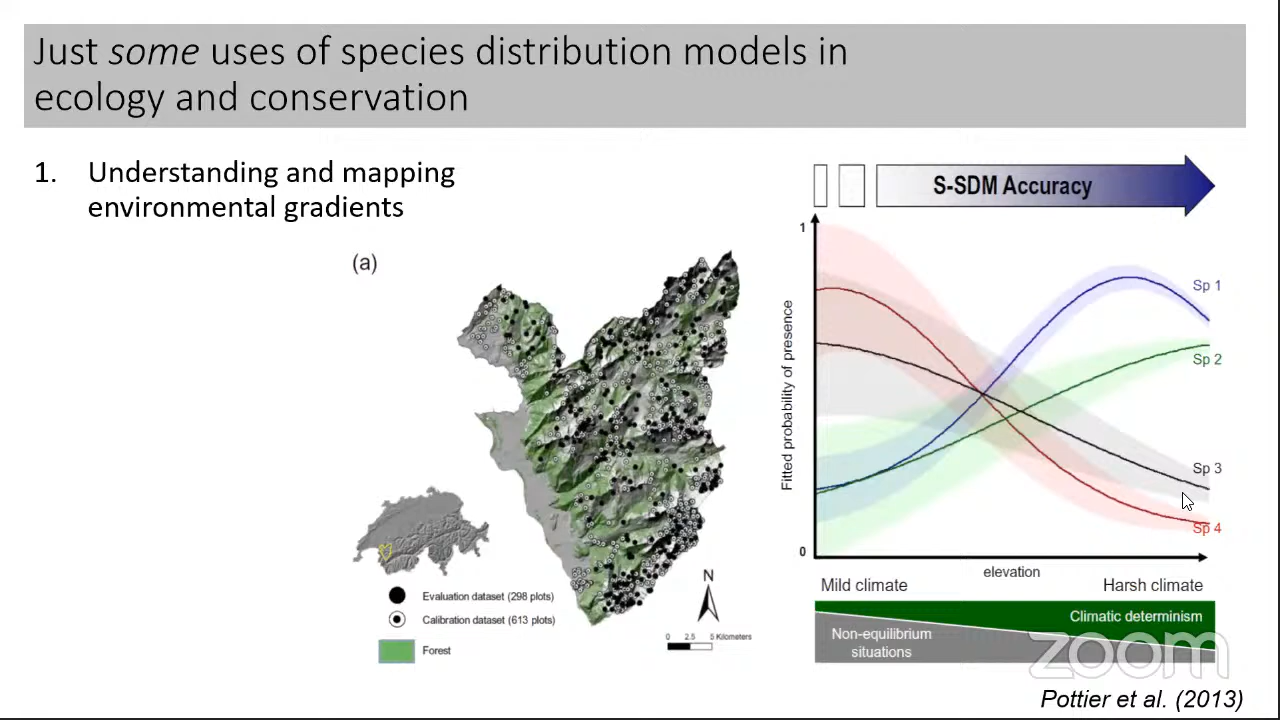 Just some uses of species distribution models in
ecology and conservation
1. Understanding and mapping
environmental gradients
(a)
Evaluation dataset (298 plots)
Calibration dataset (613 plots)
Forest
N
0 2.5 5 Kilometers
S-SDM Accuracy
1
Fitted probability of presence
0
Sp 1
Sp 2
Sp 3
Sp 4
elevation
Mild climate
Harsh climate
Climatic determinism
Non-equilibrium
situations
zoom
Pottier et al. (2013)